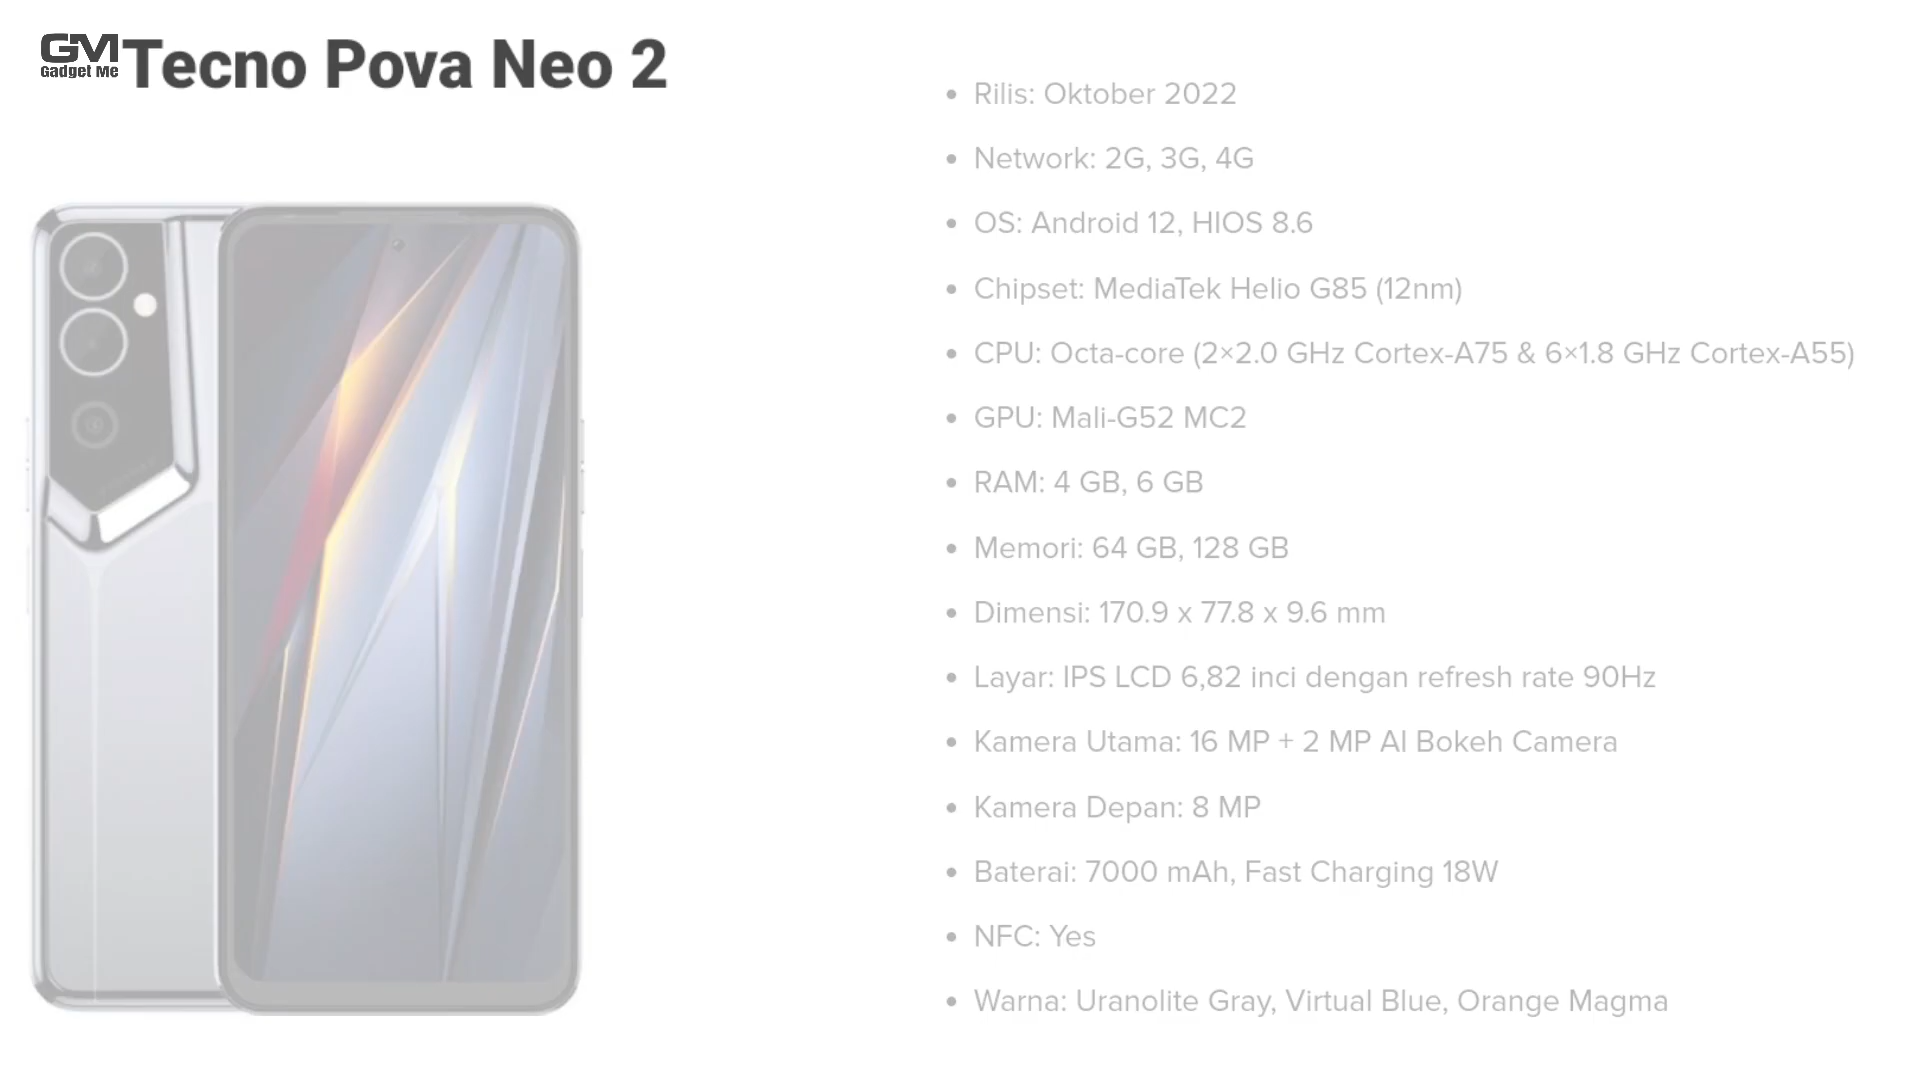 GM
Gadget Me
Tecno Pova Neo 2
• Rilis: Oktober 2022
• Network: 2G, 3G, 4G
• OS: Android 12, HIOS 8.6
• Chipset: MediaTek Helio G85 (12nm)
• CPU: Octa-core (2×2.0 GHz Cortex-A75 & 6×1.8 GHz Cortex-A55)
• GPU: Mali-G52 MC2
• RAM: 4 GB, 6 GB
• Memori: 64 GB, 128 GB
• Dimensi: 170.9 x 77.8 x 9.6 mm
• Layar: IPS LCD 6,82 inci dengan refresh rate 90Hz
• Kamera Utama: 16 MP + 2 MP AI Bokeh Camera
• Kamera Depan: 8 MP
• Baterai: 7000 mAh, Fast Charging 18W
• NFC: Yes
• Warna: Uranolite Gray, Virtual Blue, Orange Magma